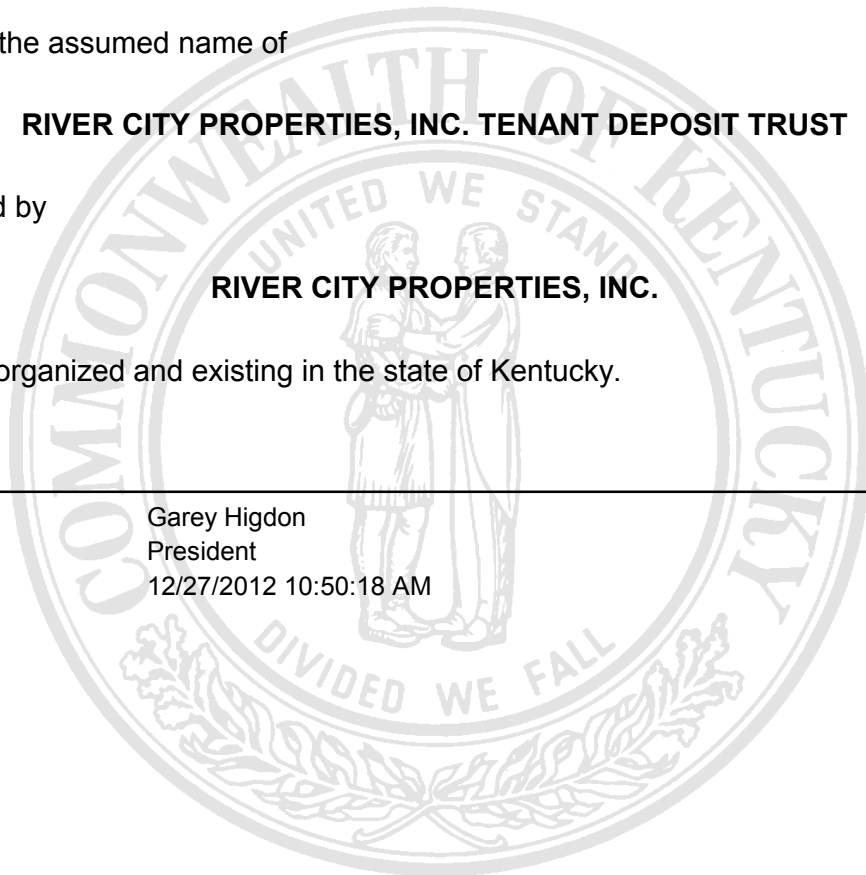 the assumed name of
RIVER CITY PROPERTIES, INC. TENANT DEPOSIT TRUST
d by
RIVER CITY PROPERTIES, INC.
organized and existing in the state of Kentucky.
Garey Higdon
President
12/27/2012 10:50:18 AM
COMMONWEALTH OF KENTUCKY
UNITED WE STAND
DIVIDED WE FALL